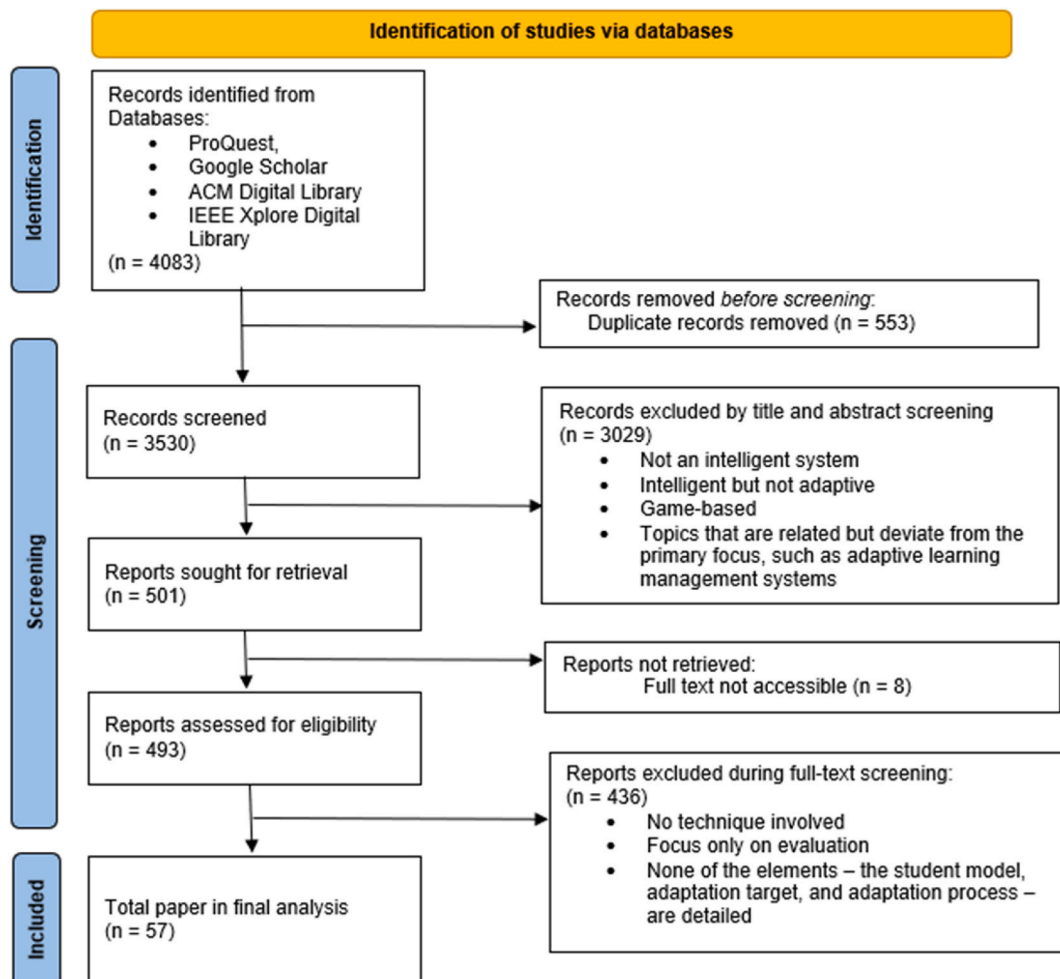 Identification of studies via databases
Identification
Records identified from
Databases:
• ProQuest,
• Google Scholar
• ACM Digital Library
• IEEE Xplore Digital
Library
(n = 4083)
Records removed before screening:
Duplicate records removed (n = 553)
Screening
Records screened
(n = 3530)
Records excluded by title and abstract screening
(n = 3029)
• Not an intelligent system
• Intelligent but not adaptive
• Game-based
• Topics that are related but deviate from the
primary focus, such as adaptive learning
management systems
Reports sought for retrieval
(n = 501)
Reports not retrieved:
Full text not accessible (n = 8)
Reports assessed for eligibility
(n = 493)
Reports excluded during full-text screening:
(n = 436)
• No technique involved
• Focus only on evaluation
• None of the elements – the student model,
adaptation target, and adaptation process –
are detailed
Included
Total paper in final analysis
(n = 57)